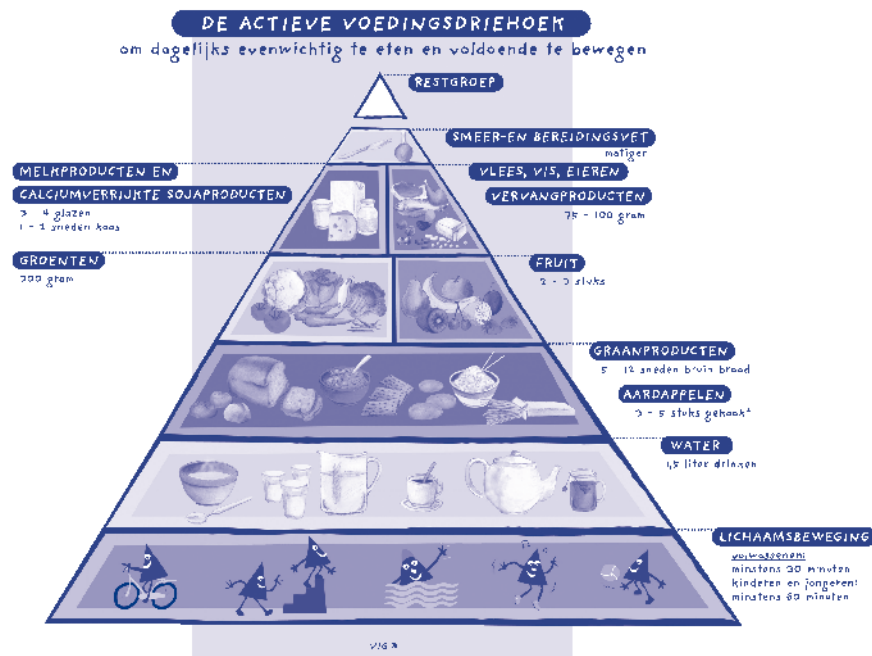 DE ACTIEVE VOEDINGSDRIEHOEK
om dagelijks evenwichtig te eten en voldoende te bewegen
RESTGROEP
SMEER-EN BEREIDINGSVET
matiger
MELKPRODUCTEN EN
CALCIUMVERRIJKTE SOJAPRODUCTEN
3 - 4 glazen
1 - 2 sneden kaas
VLEES, VIS, EIEREN
VERVANGPRODUCTEN
75 - 100 gram
GROENTEN
300 gram
FRUIT
2 - 3 stuks
GRAANPRODUCTEN
5 - 12 sneden bruin brood
AARDAPPELEN
3 - 5 stuks gekookt
WATER
1,5 liter drinken
LICHAAMSBEWEGING
volwassenen:
minstens 30 minuten
kinderen en jongeren:
minstens 60 minuten